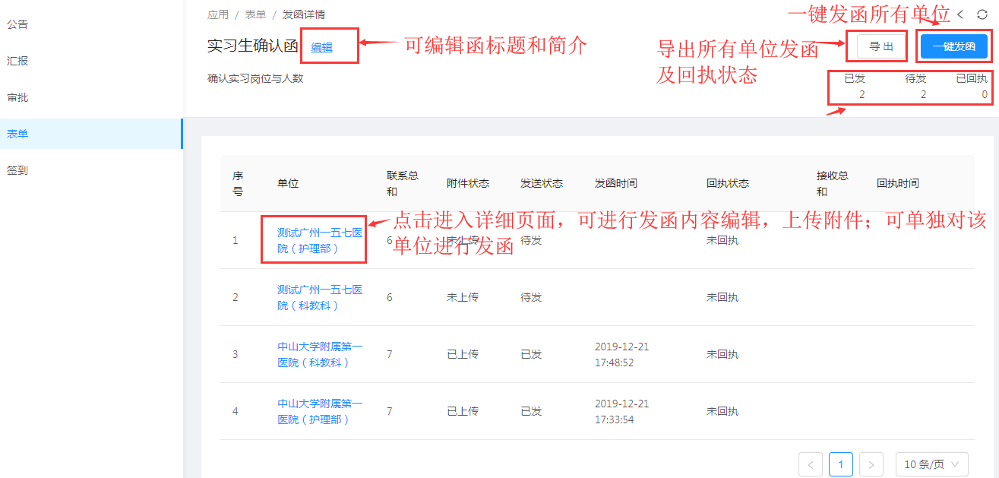 公告
汇报
审批
表单
签到
应用 / 表单 / 发函详情
一键发函所有单位
实习生确认函
编辑
可编辑函标题和简介
导出所有单位发函
及回执状态
导 出
一键发函
确认实习岗位与人数
已发 待发 已回执
2 2 0
序号 单位 联系总和 附件状态 发送状态 发函时间 回执状态 接收总和 回执时间
点击进入详细页面，可进行发函内容编辑，上传附件；可单独对该
单位进行发函
1 测试广州一五七医院（护理部） 6 未上传 待发 未回执
2 测试广州一五七医院（科教科） 6 未上传 待发 未回执
3 中山大学附属第一医院（科教科） 7 已上传 已发 2019-12-21 17:48:52 未回执
4 中山大学附属第一医院（护理部） 7 已上传 已发 2019-12-21 17:33:54 未回执
< 1 > 10 条/页